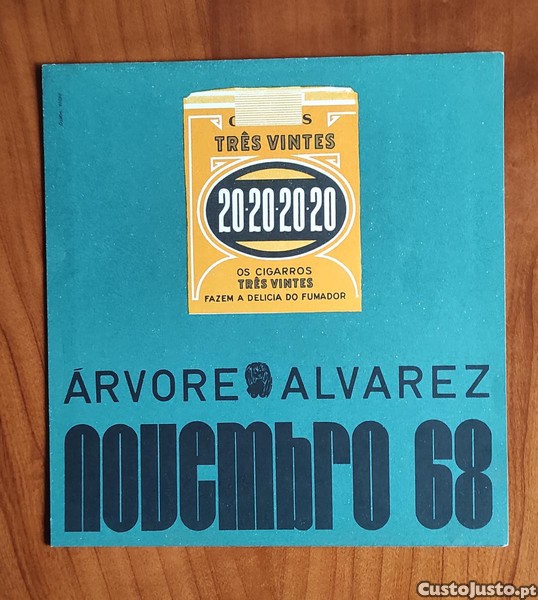 TRÊS VINTES
20·20·20·20
OS CIGARROS
TRÊS VINTES
FAZEM A DELICIA DO FUMADOR
ÁRVORE ALVAREZ
novembro 68
CustoJusto.pt